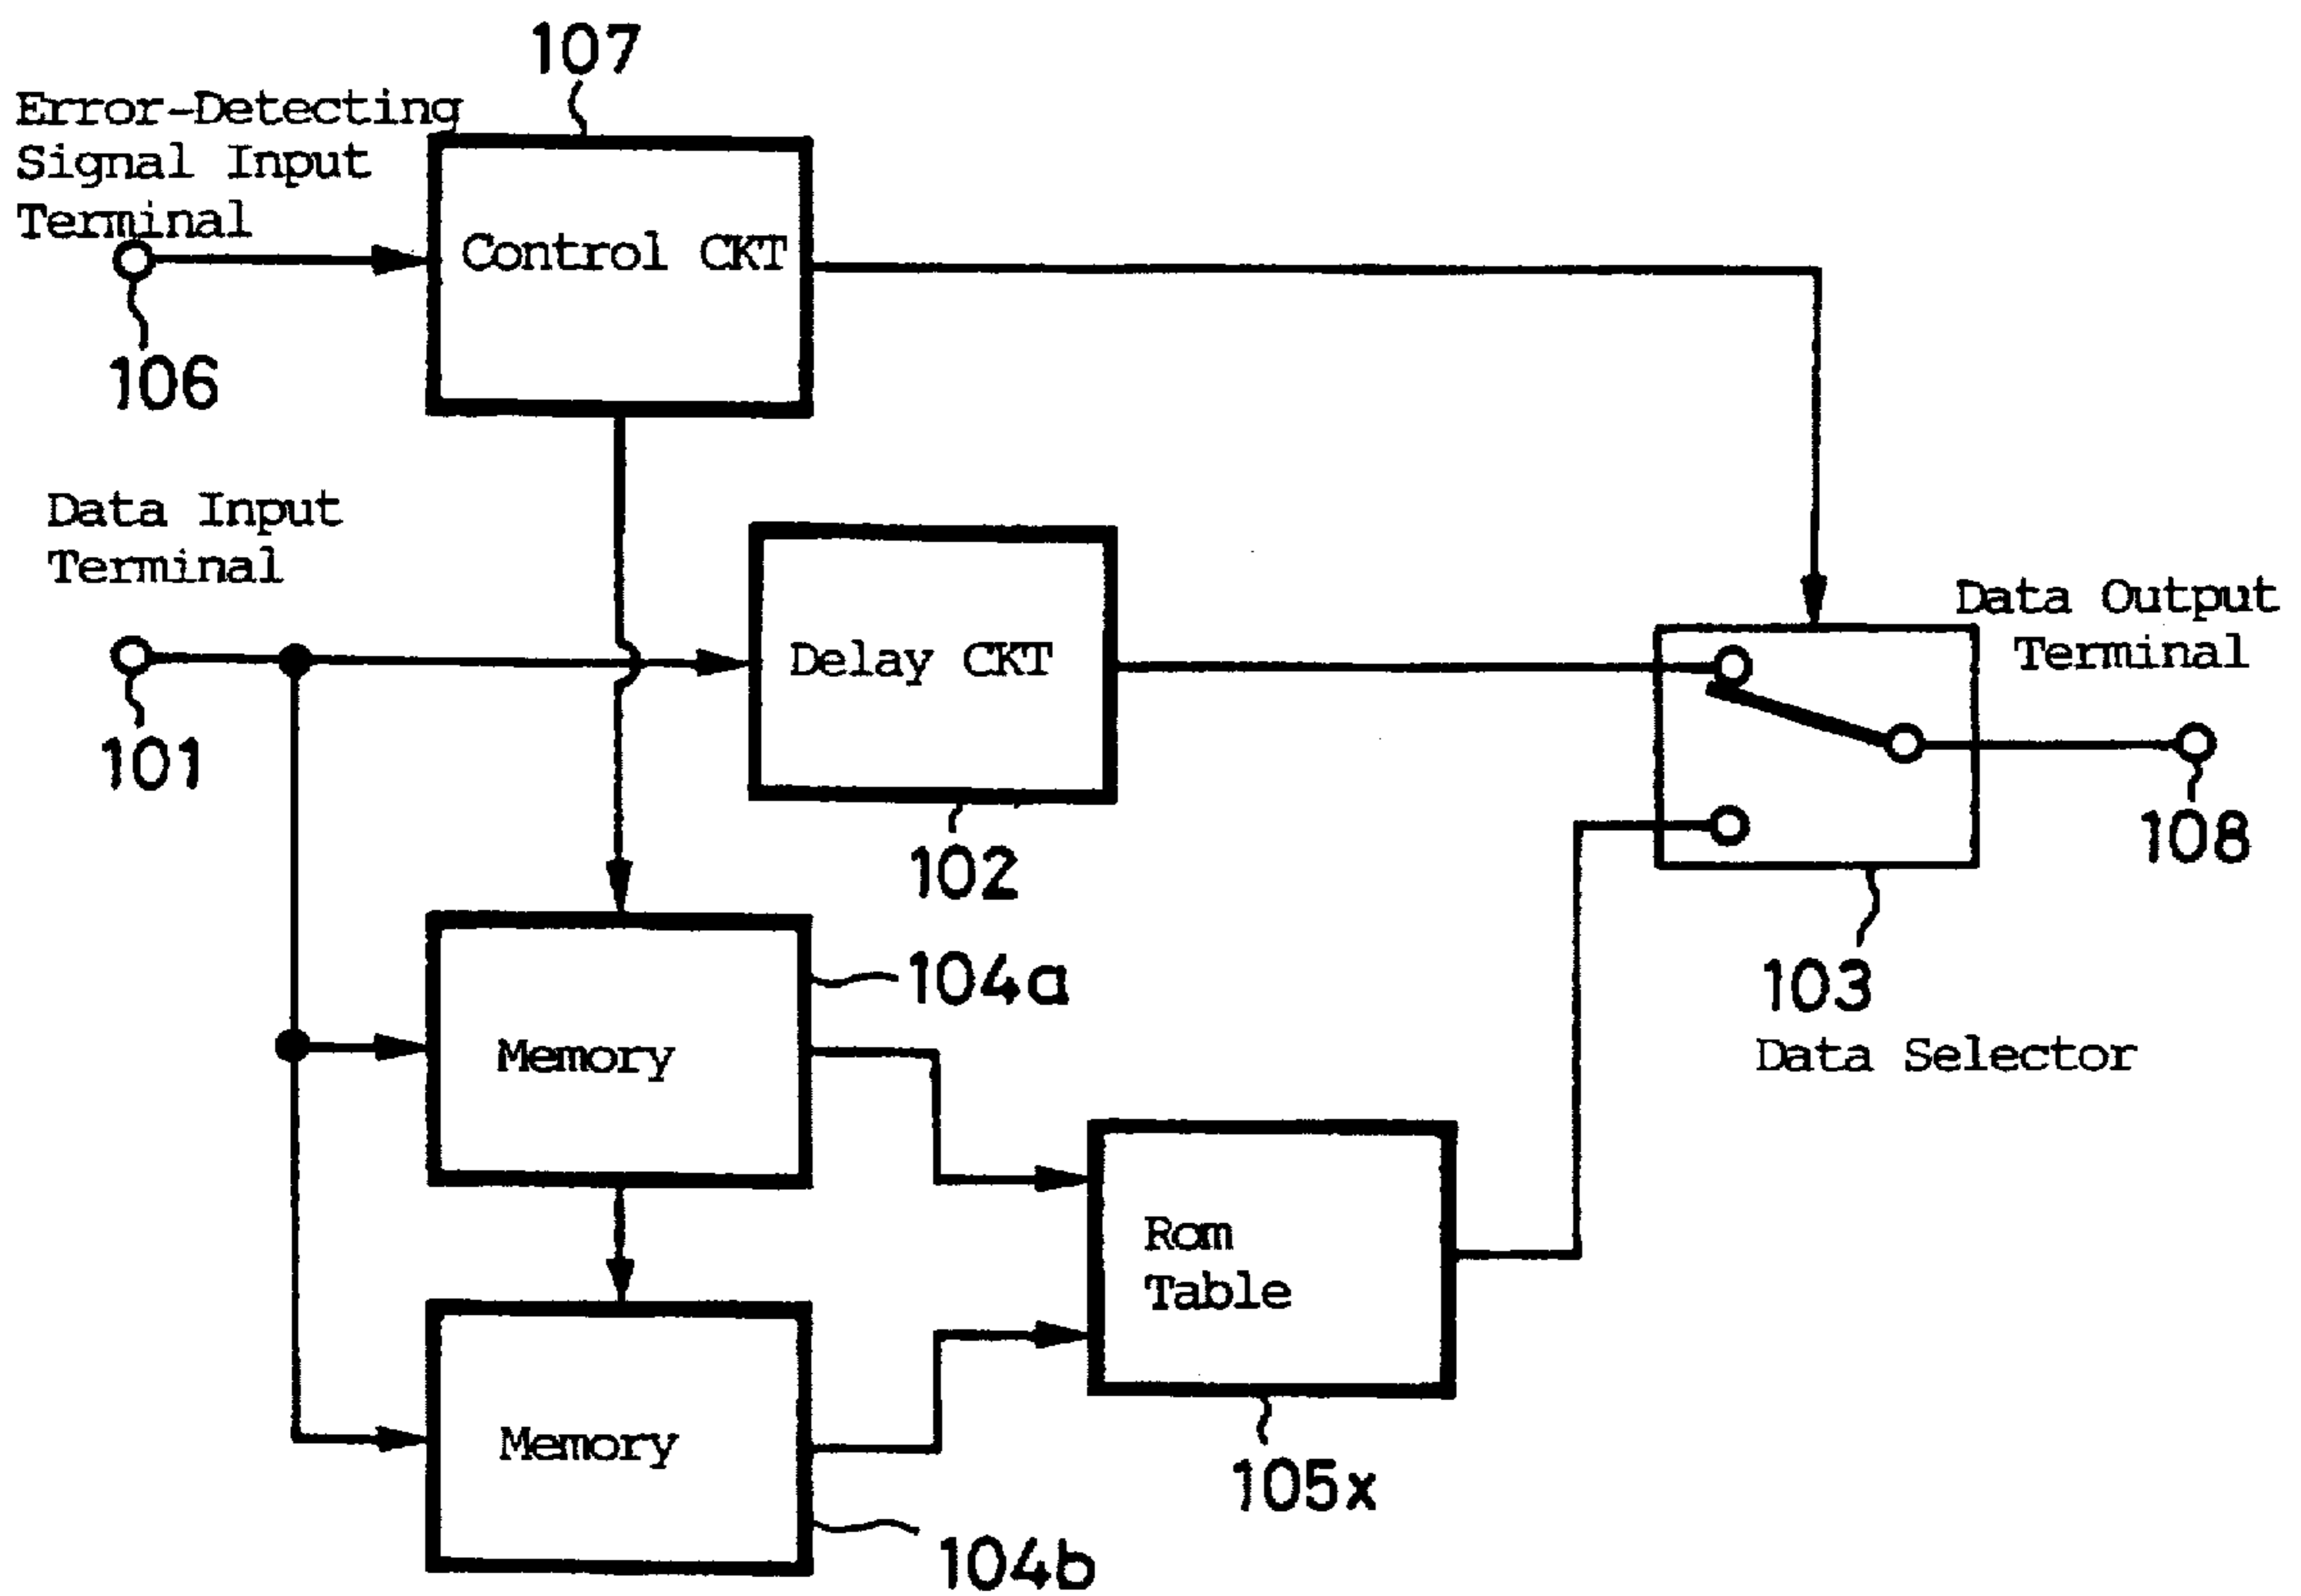 107
Error-Detecting
Signal Input
Terminal
Control CKT
106
Data Input
Terminal
Delay CKT
Data Output
Terminal
101
102
108
104a
103
Data Selector
Memory
Rom
Table
Memory
105x
104b